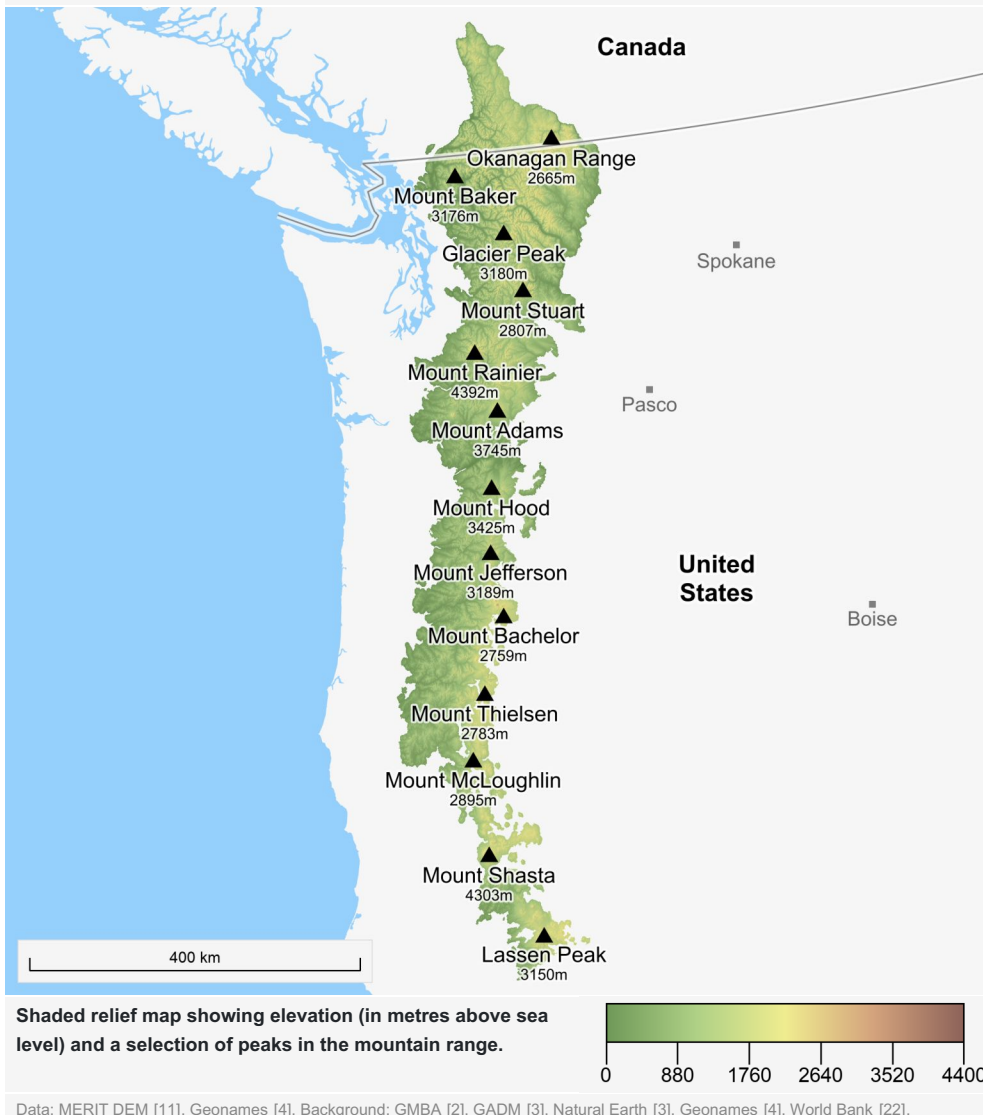 Canada
Okanagan Range
2665m
Mount Baker
3176m
Glacier Peak
3180m
Spokane
Mount Stuart
2807m
Mount Rainier
4392m
Pasco
Mount Adams
3745m
Mount Hood
3425m
Mount Jefferson
3189m
United
States
Boise
Mount Bachelor
2759m
Mount Thielsen
2783m
Mount McLoughlin
2895m
Mount Shasta
4303m
Lassen Peak
3150m
400 km
Shaded relief map showing elevation (in metres above sea
level) and a selection of peaks in the mountain range.
0 880 1760 2640 3520 4400
Data: MERIT DEM [11], Geonames [4], Background: GMBA [2], GADM [3], Natural Earth [3], Geonames [4], World Bank [22]